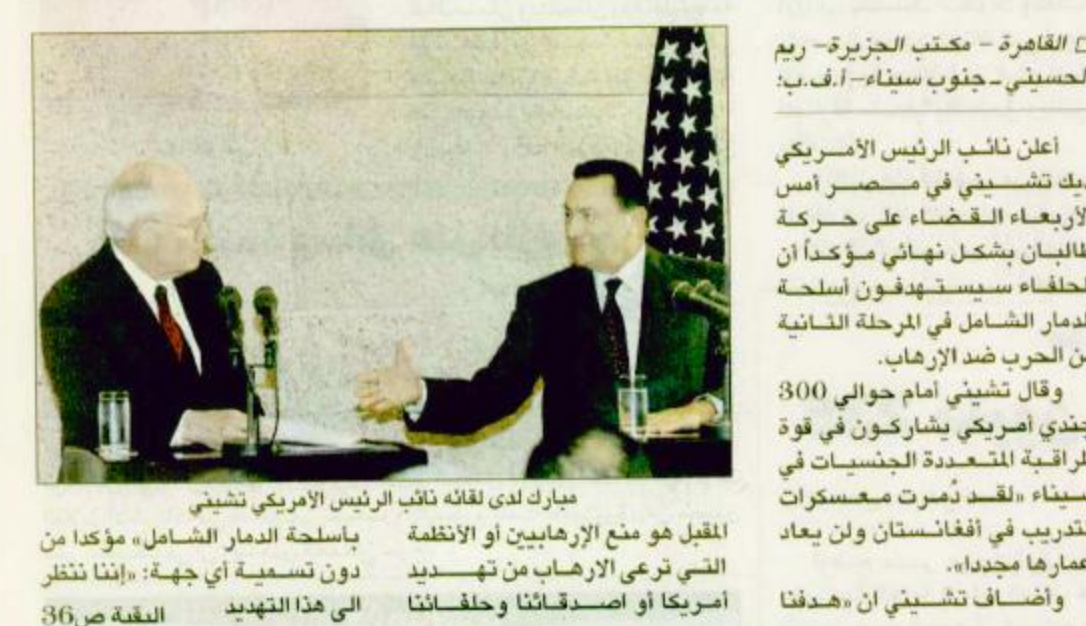 القاهرة - مكتب الجزيرة - ريم
الحسيني - جنوب سيناء - أ.ف.ب:
أعلن نائب الرئيس الأمريكي
ديك تشيني في مصر أمس
الأربعاء القضاء على حركة
طالبان بشكل نهائي مؤكداً أن
الحلفاء سيستهدفون أسلحة
الدمار الشامل في المرحلة الثانية
من الحرب ضد الإرهاب.
وقال تشيني أمام حوالي 300
جندي أمريكي يشاركون في قوة
المراقبة المتعددة الجنسيات في
سيناء «لقد دُمرت معسكرات
التدريب في أفغانستان ولن يعاد
إعمارها مجددا».
وأضاف تشيني ان «هدفنا
مبارك لدى لقائه نائب الرئيس الأمريكي تشيني
المقبل هو منع الإرهابيين أو الأنظمة
التي ترعى الارهاب من تهديد
أمريكا أو اصدقائنا وحلفائنا
بأسلحة الدمار الشامل» مؤكدا من
دون تسمية أي جهة: «إننا ننظر
الى هذا التهديد
البقية ص36